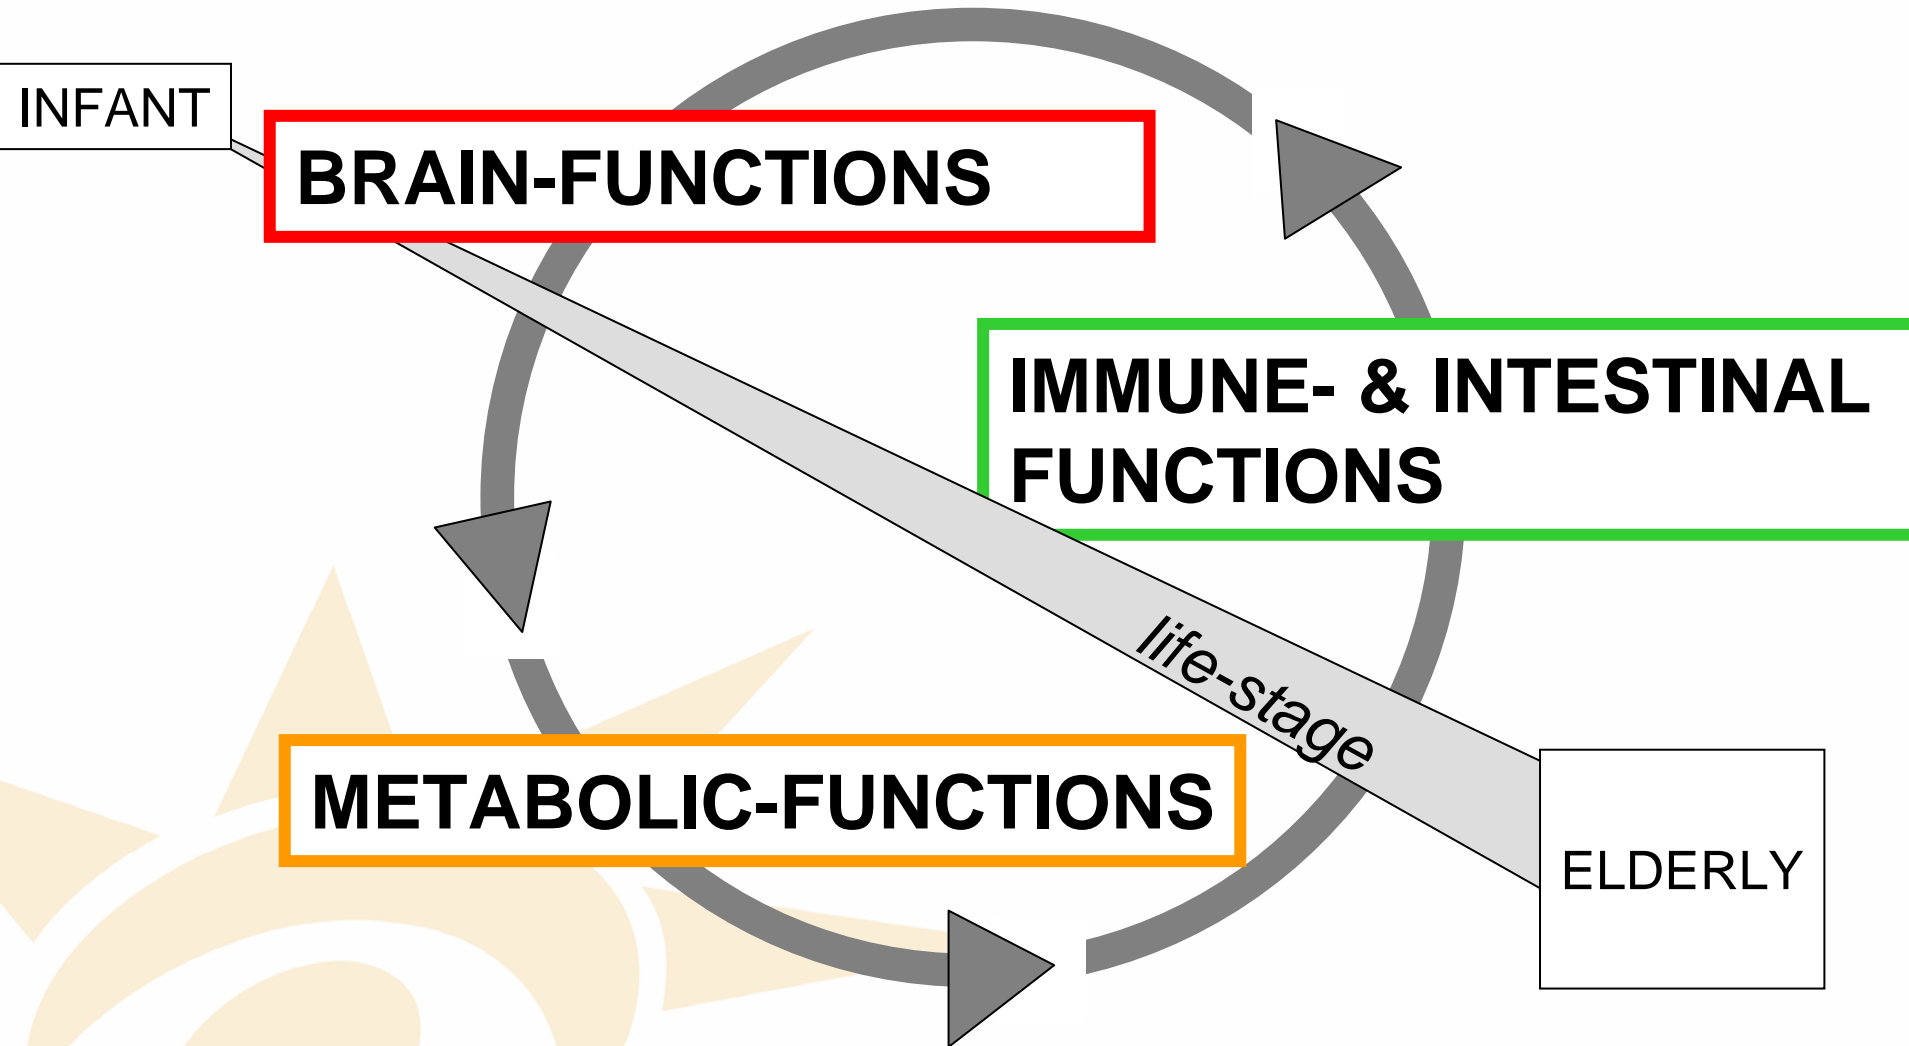 INFANT
BRAIN-FUNCTIONS
IMMUNE- & INTESTINAL
FUNCTIONS
life-stage
METABOLIC-FUNCTIONS
ELDERLY